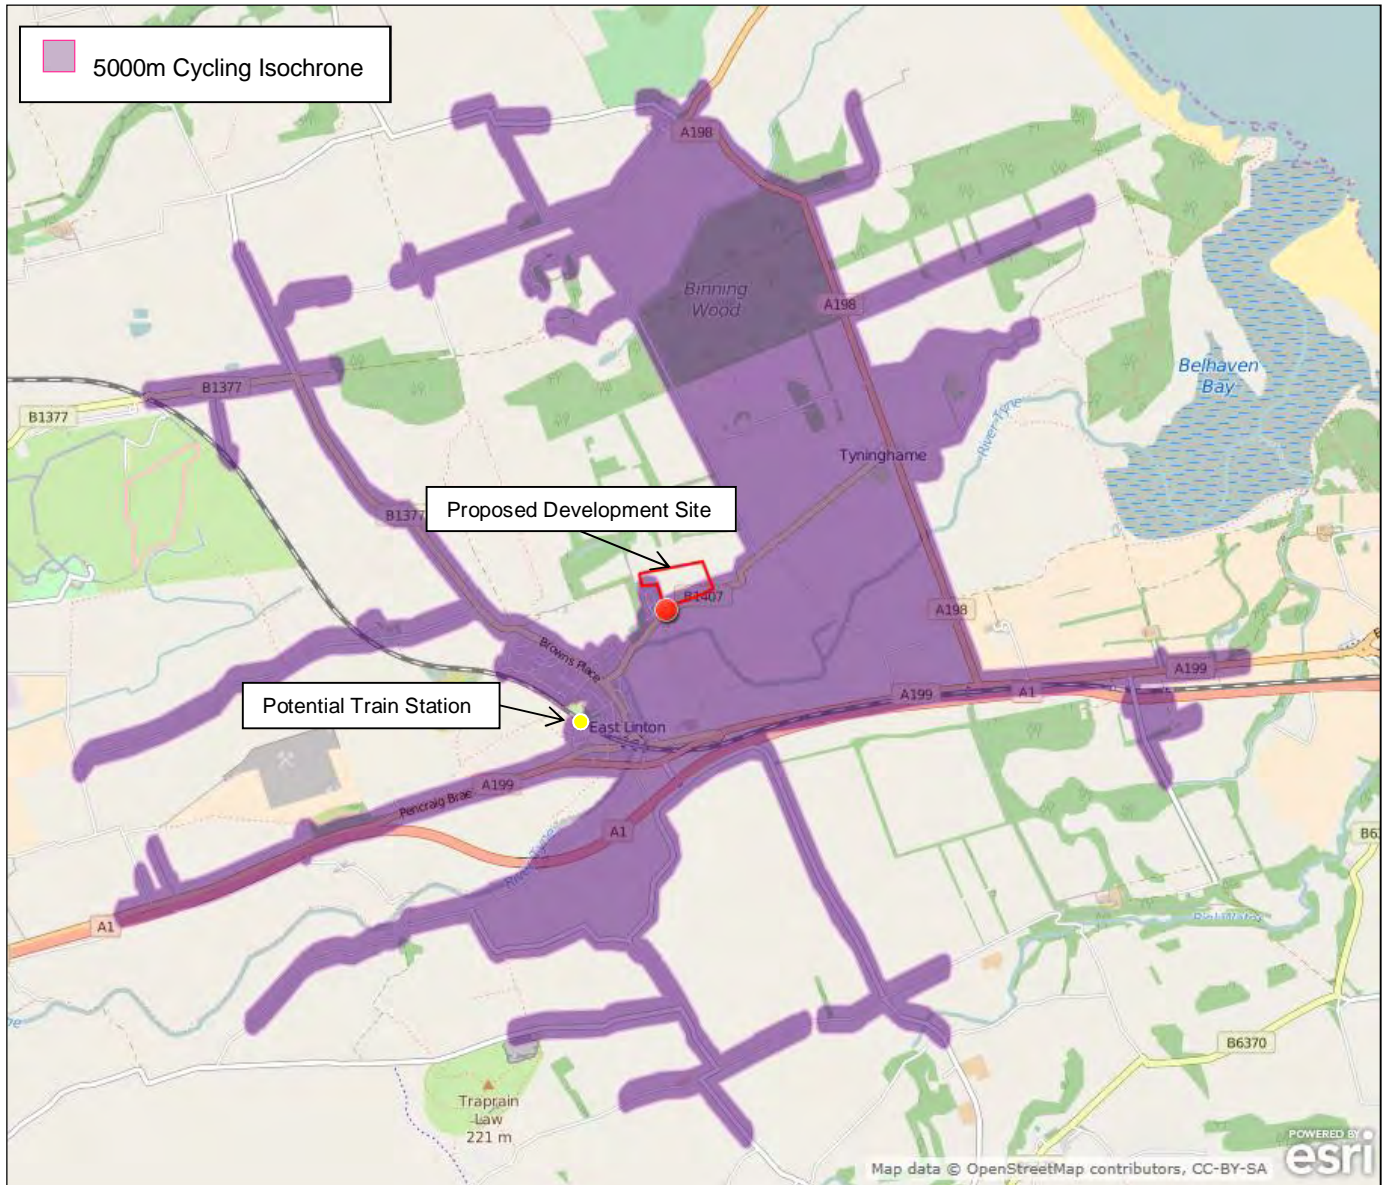 5000m Cycling Isochrone
A198
Binning
Wood
A198
Belhaven
Bay
B1377
B1377
River Tyne
Tyninghame
Proposed Development Site
B1377
B1407
A198
Brown's Place
A199
A199
A1
Potential Train Station
East Linton
A199
Pencraig Brae
A1
River Tyne
A1
B6370
Traprain
Law
221 m
POWERED BY
esri
Map data © OpenStreetMap contributors, CC-BY-SA